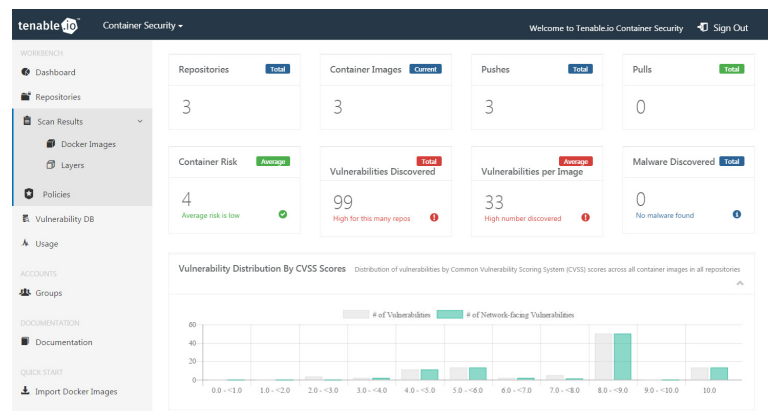 tenable.io Container Security Welcome to Tenable.io Container Security Sign Out
WORKBENCH
Dashboard
Repositories
Scan Results
Docker Images
Layers
Policies
Vulnerability DB
Usage
ACCOUNTS
Groups
DOCUMENTATION
Documentation
QUICK START
Import Docker Images
Repositories Total
3
Container Images Current
3
Pushes Total
3
Pulls Total
0
Container Risk Average
4
Average risk is low
Total
Vulnerabilities Discovered
99
High for this many repos
Average
Vulnerabilities per Image
33
High number discovered
Malware Discovered Total
0
No malware found
Vulnerability Distribution By CVSS Scores Distribution of vulnerabilities by Common Vulnerability Scoring System (CVSS) scores across all container images in all repositories
# of Vulnerabilities # of Network-facing Vulnerabilities
60
40
20
0
0.0 - <1.0 1.0 - <2.0 2.0 - <3.0 3.0 - <4.0 4.0 - <5.0 5.0 - <6.0 6.0 - <7.0 7.0 - <8.0 8.0 - <9.0 9.0 - <10.0 10.0